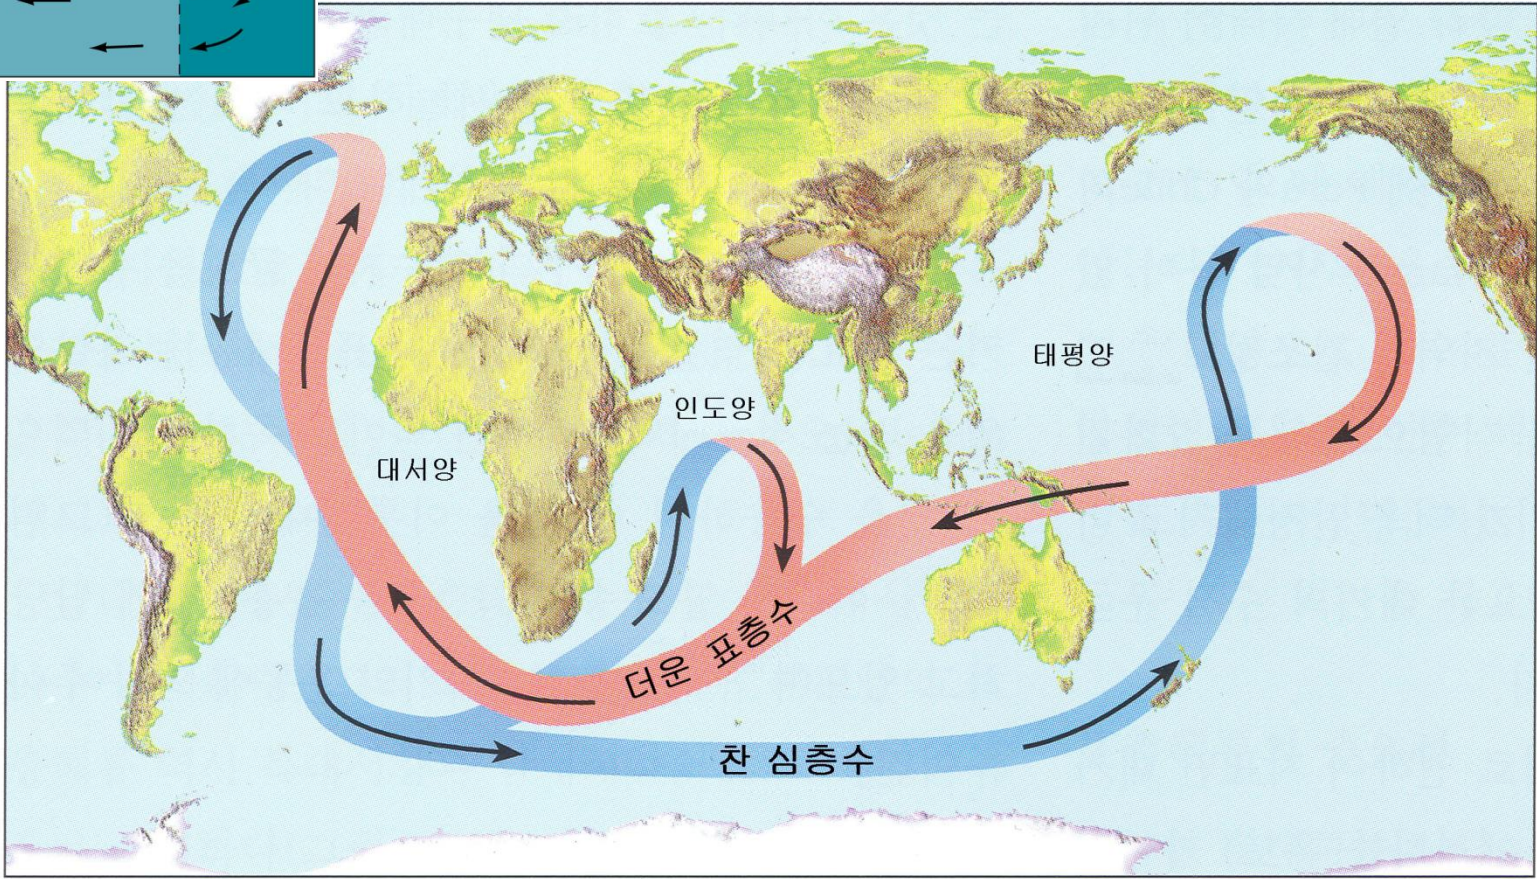 태평양
인도양
대서양
더운 표층수
찬 심층수